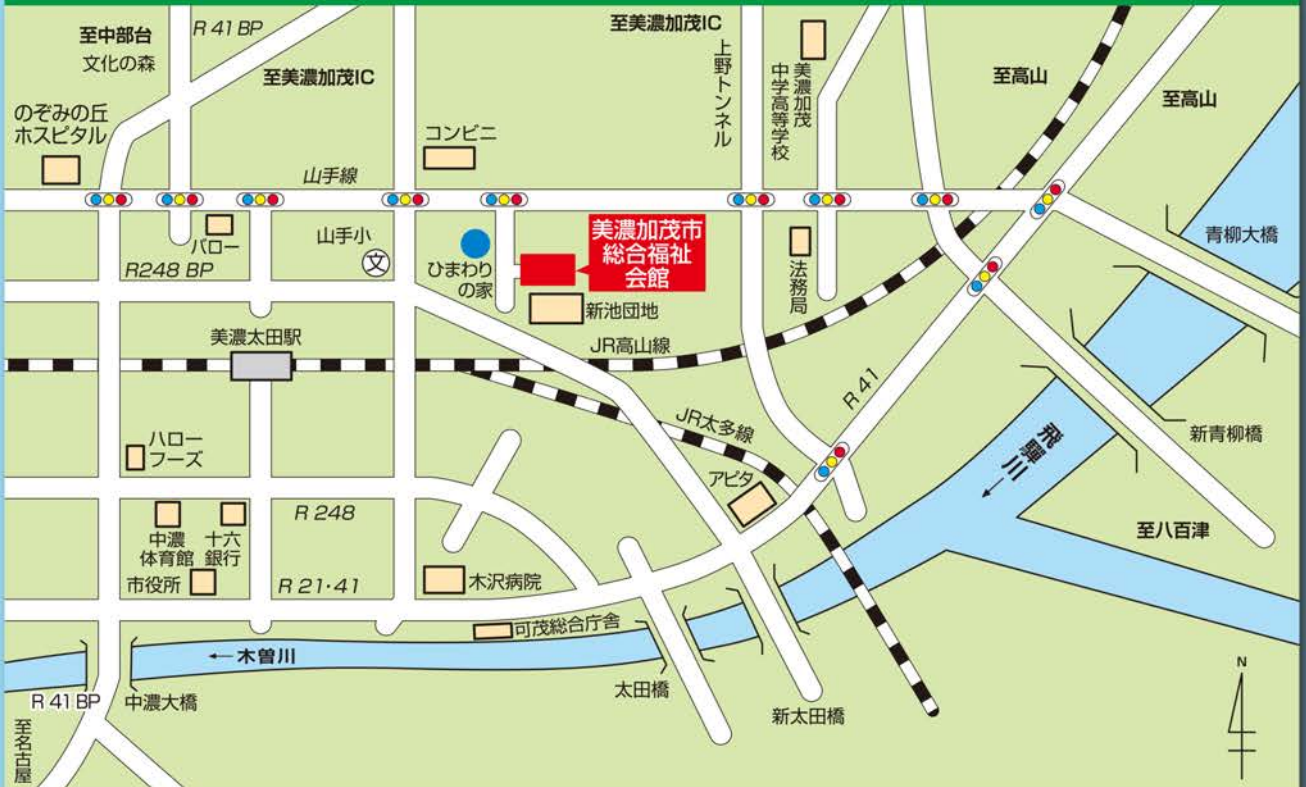 至中部台
文化の森
R 41 BP
至美濃加茂IC
至美濃加茂IC
上野トンネル
美濃加茂
中学高等学校
至高山
至高山
のぞみの丘
ホスピタル
コンビニ
山手線
バロー
山手小
文
ひまわり
の家
美濃加茂市
総合福祉
会館
法務局
青柳大橋
R248 BP
新池団地
美濃太田駅
JR高山線
R 41
JR太多線
新青柳橋
飛騨川
←
ハロー
フーズ
アピタ
R 248
中濃
体育館
十六
銀行
至八百津
市役所
R 21・41
木沢病院
可茂総合庁舎
←木曽川
太田橋
新太田橋
R 41 BP
中濃大橋
至名古屋
N